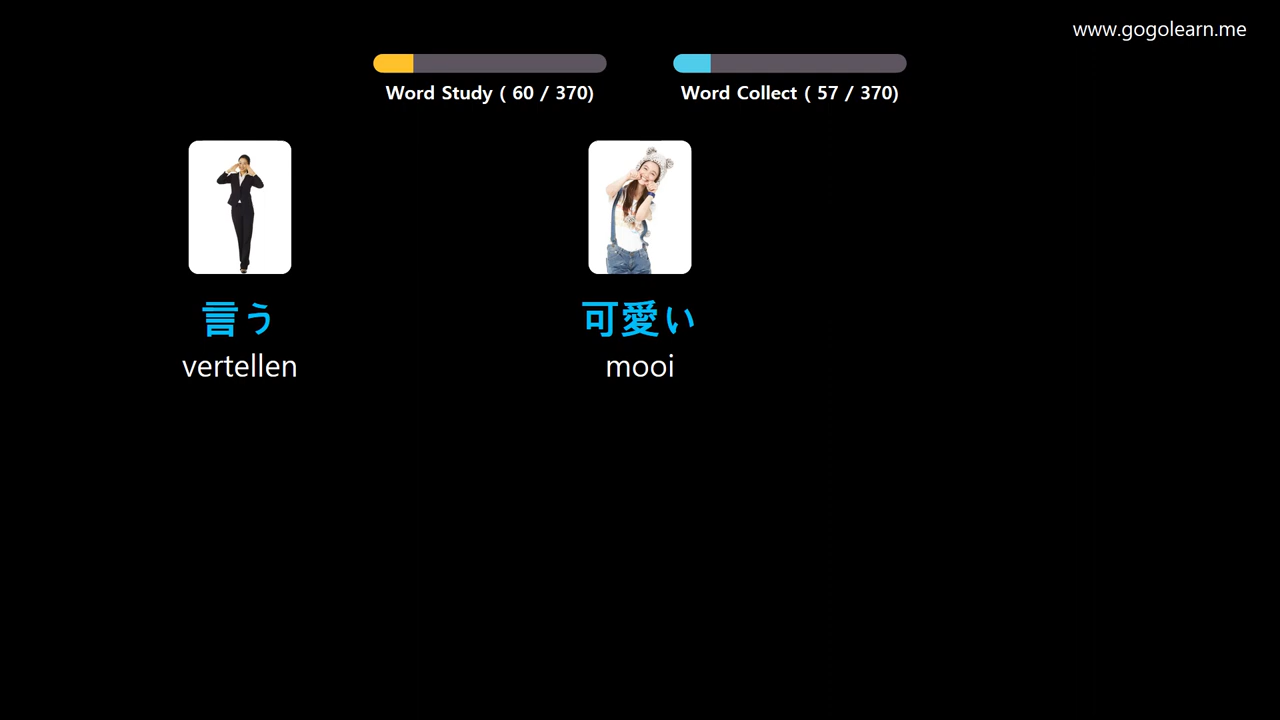 www.gogolearn.me
Word Study ( 60 / 370)
Word Collect ( 57 / 370)
言う
vertellen
可愛い
mooi